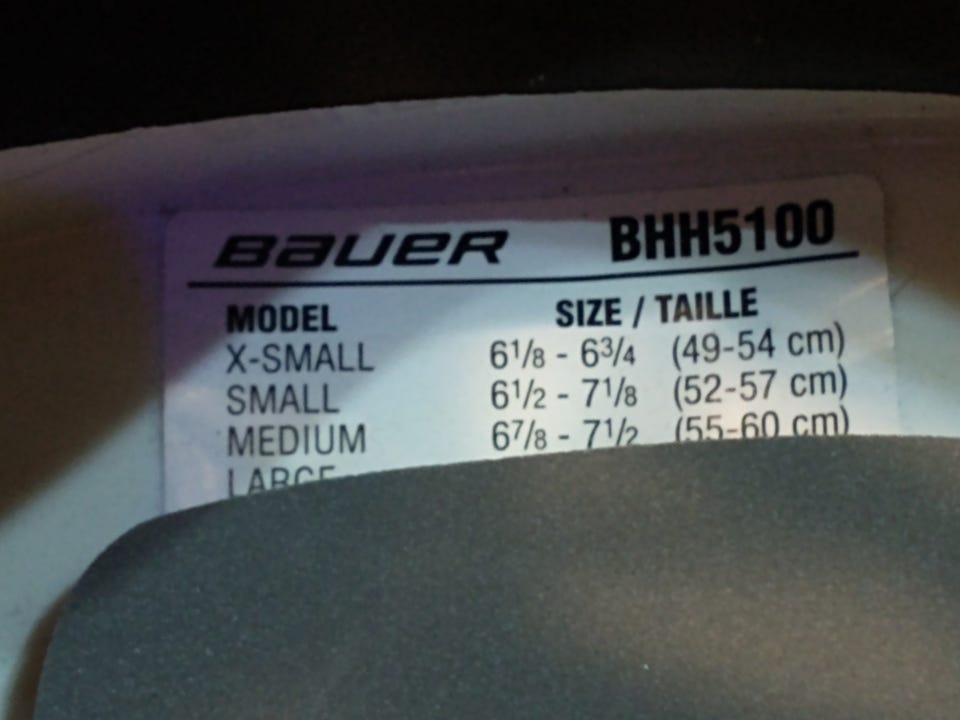 BAUER BHH5100
MODEL SIZE / TAILLE
X-SMALL 6 1/8 - 6 3/4 (49-54 cm)
SMALL 6 1/2 - 7 1/8 (52-57 cm)
MEDIUM 6 7/8 - 7 1/2 (55-60 cm)
LARGE